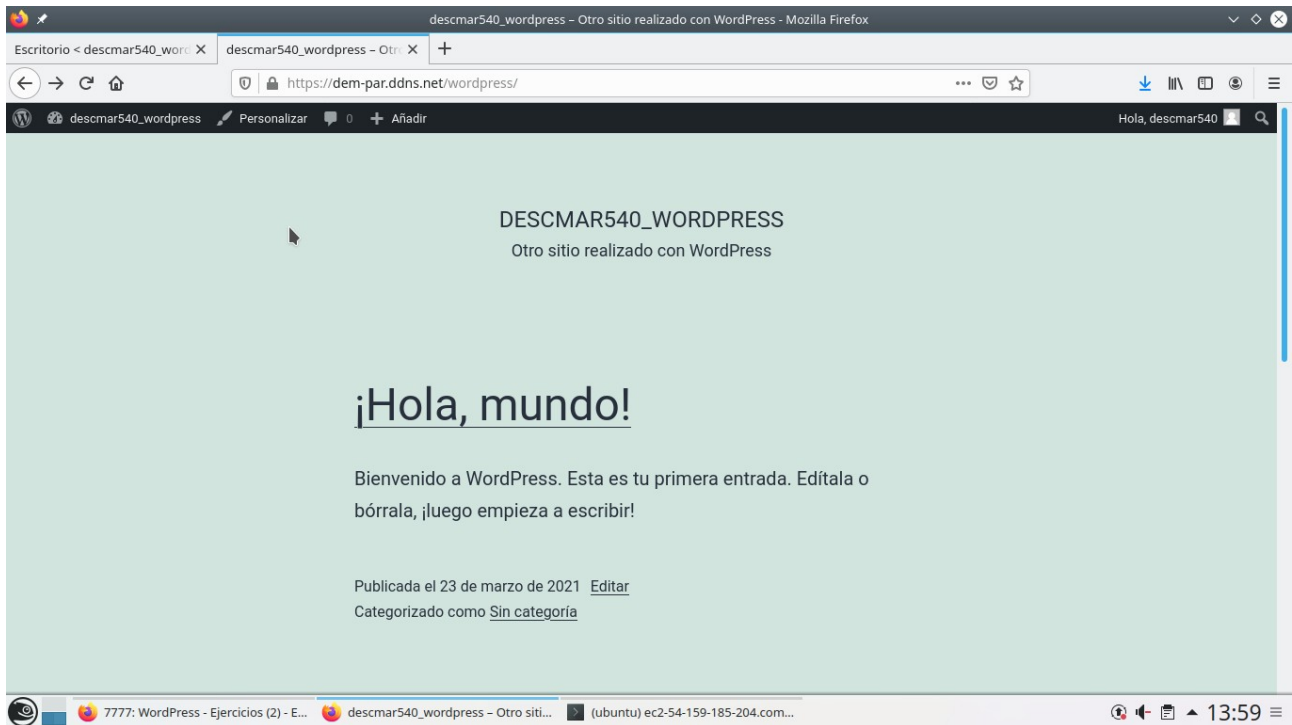 descmar540_wordpress – Otro sitio realizado con WordPress - Mozilla Firefox
Escritorio < descmar540_word
descmar540_wordpress – Otro
https://dem-par.ddns.net/wordpress/
descmar540_wordpress Personalizar 0 Añadir Hola, descmar540
DESCMAR540_WORDPRESS
Otro sitio realizado con WordPress
¡Hola, mundo!
Bienvenido a WordPress. Esta es tu primera entrada. Edítala o
bórrala, ¡luego empieza a escribir!
Publicada el 23 de marzo de 2021 Editar
Categorizado como Sin categoría
7777: WordPress - Ejercicios (2) - E... descmar540_wordpress – Otro siti... (ubuntu) ec2-54-159-185-204.com... 13:59